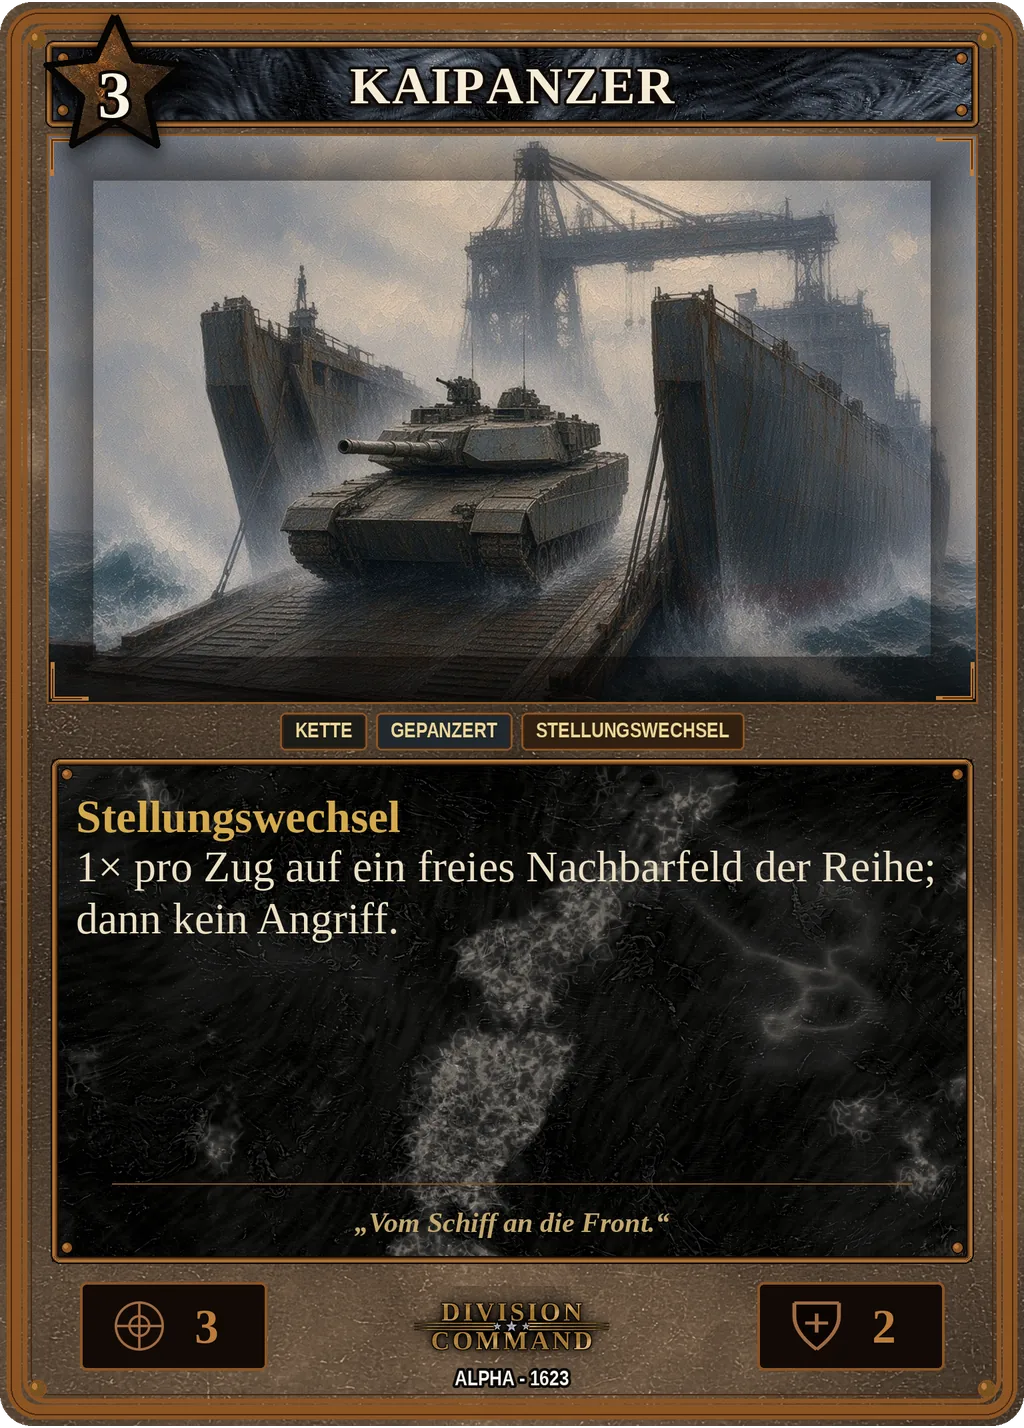 3
KAIPANZER
KETTE GEPANZERT STELLUNGSWECHSEL
Stellungswechsel
1× pro Zug auf ein freies Nachbarfeld der Reihe;
dann kein Angriff.
„Vom Schiff an die Front.“
3
DIVISION
COMMAND
ALPHA - 1623
2